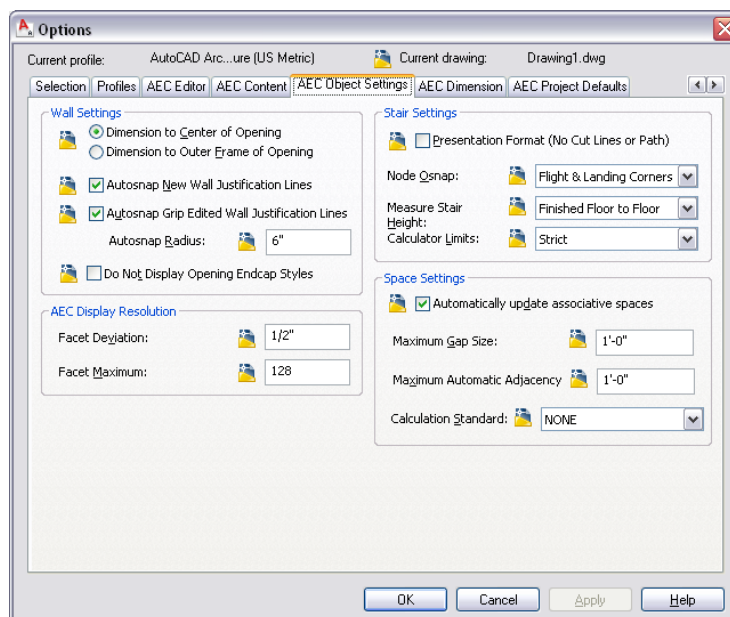 Options
Current profile: AutoCAD Arc...ure (US Metric) Current drawing: Drawing1.dwg
Selection Profiles AEC Editor AEC Content AEC Object Settings AEC Dimension AEC Project Defaults
Wall Settings
Dimension to Center of Opening
Dimension to Outer Frame of Opening
Autosnap New Wall Justification Lines
Autosnap Grip Edited Wall Justification Lines
Autosnap Radius: 6"
Do Not Display Opening Endcap Styles
AEC Display Resolution
Facet Deviation: 1/2"
Facet Maximum: 128
Stair Settings
Presentation Format (No Cut Lines or Path)
Node Osnap: Flight & Landing Corners
Measure Stair Height: Finished Floor to Floor
Calculator Limits: Strict
Space Settings
Automatically update associative spaces
Maximum Gap Size: 1'-0"
Maximum Automatic Adjacency 1'-0"
Calculation Standard: NONE
OK Cancel Apply Help